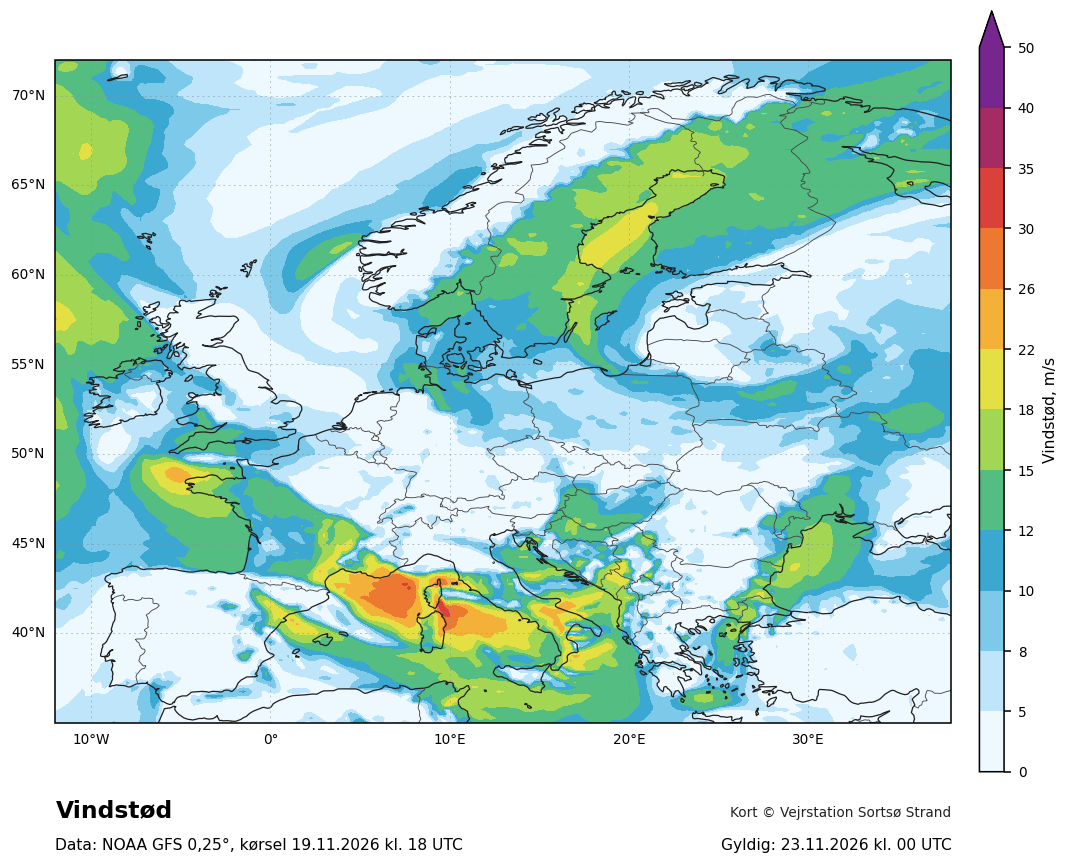 50
40
35
30
26
22
18
15
12
10
8
5
0
Vindstød, m/s
70°N
65°N
60°N
55°N
50°N
45°N
40°N
10°W
0°
10°E
20°E
30°E
Vindstød
Kort © Vejrstation Sortsø Strand
Data: NOAA GFS 0,25°, kørsel 19.11.2026 kl. 18 UTC
Gyldig: 23.11.2026 kl. 00 UTC